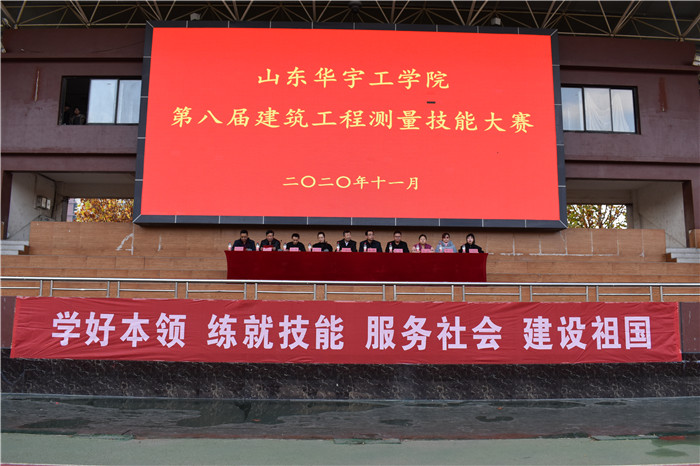 山东华宇工学院
第八届建筑工程测量技能大赛
二〇二〇年十一月
学好本领 练就技能 服务社会 建设祖国